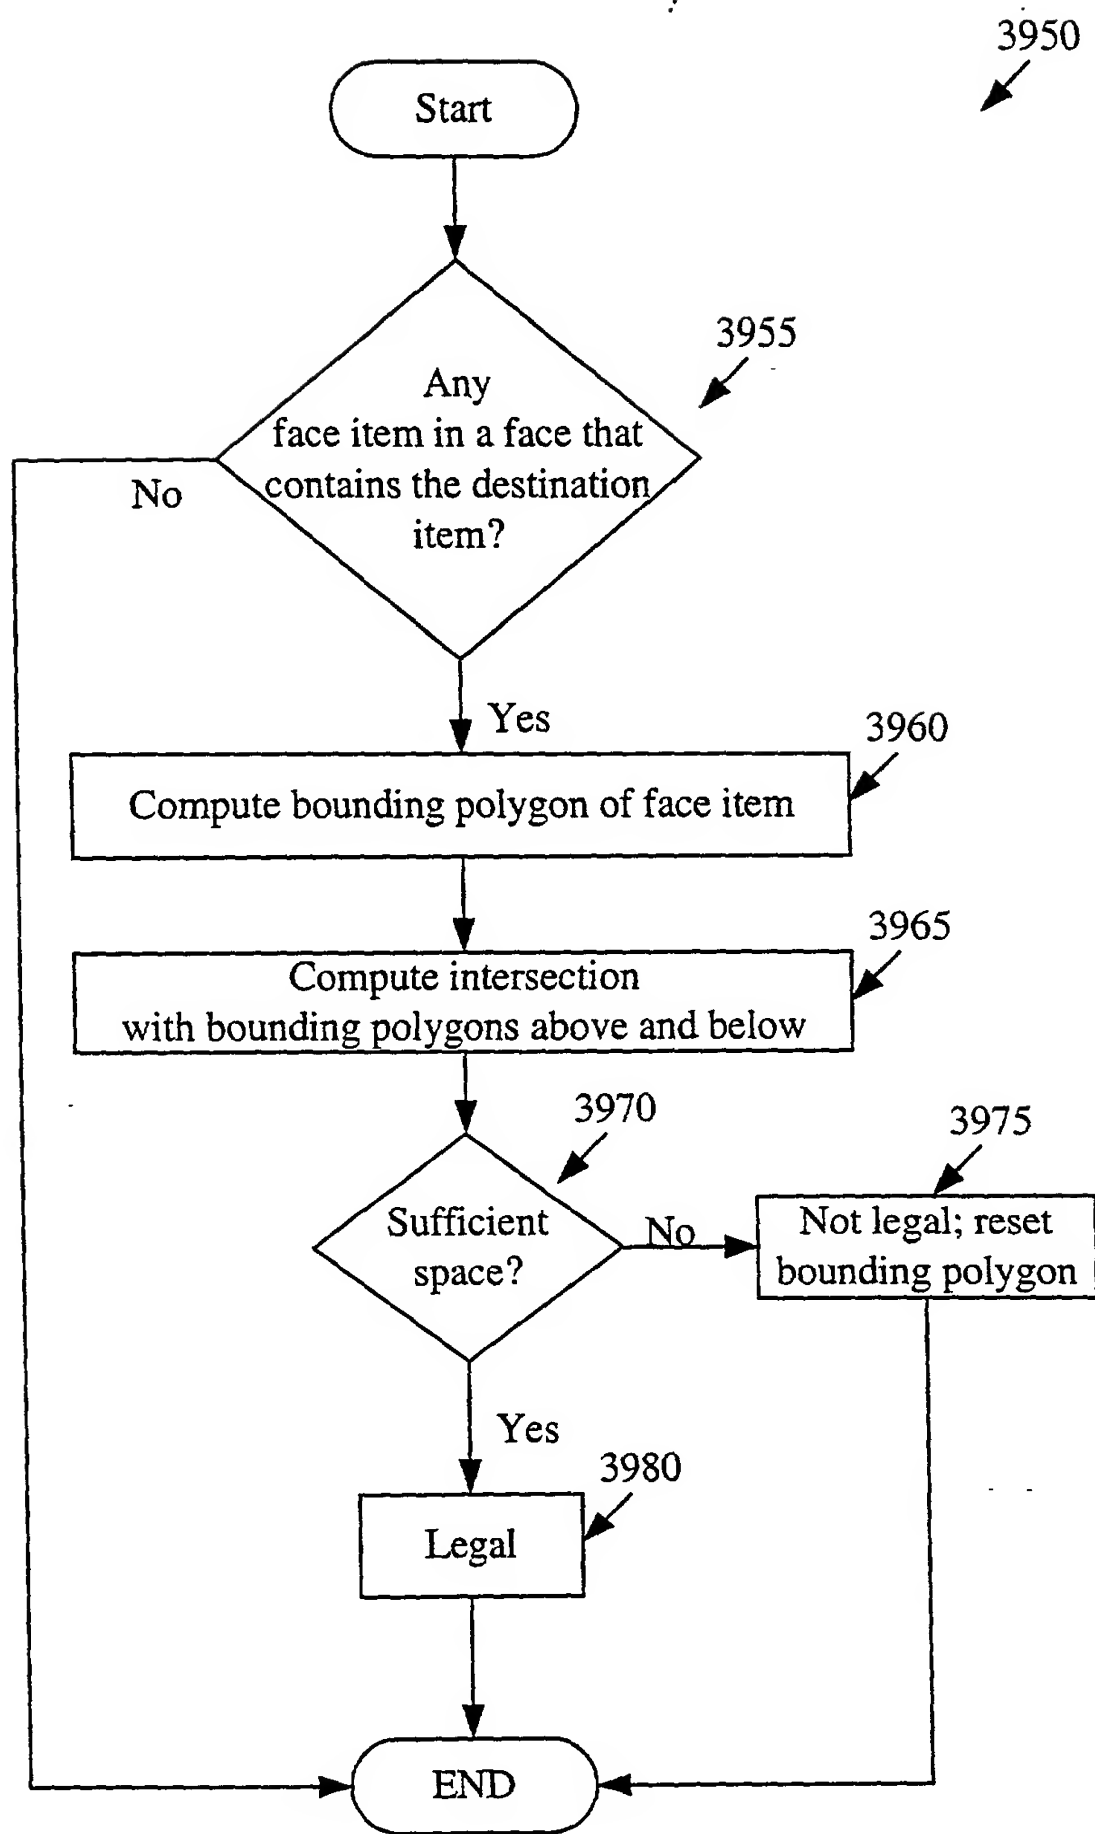 3950
Start
3955
Any
face item in a face that
contains the destination
item?
No
Yes
3960
Compute bounding polygon of face item
3965
Compute intersection
with bounding polygons above and below
3970
3975
Sufficient
space?
No
Not legal; reset
bounding polygon
Yes
3980
Legal
END